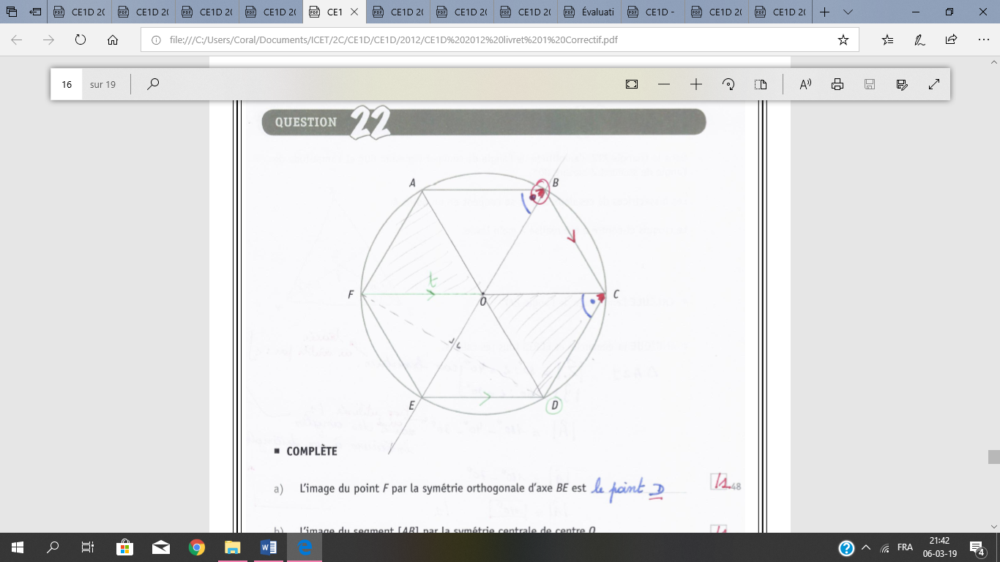 CE1D 20 CE1D 20 CE1D 20 CE1D 20 CE1 CE1D 20 CE1D 20 CE1D 20 Évaluati CE1D - CE1D 20 CE1D 20
file:///C:/Users/Coral/Documents/ICET/2C/CE1D/CE1D/2012/CE1D%202012%20livret%201%20Correctif.pdf
16 sur 19
QUESTION 22
A B
t
F O C
E D
COMPLÈTE
a) L'image du point F par la symétrie orthogonale d'axe BE est le point D /1 48
b) L'image du segment [AB] par la symétrie centrale de centre O
FRA 21:42
06-03-19
4